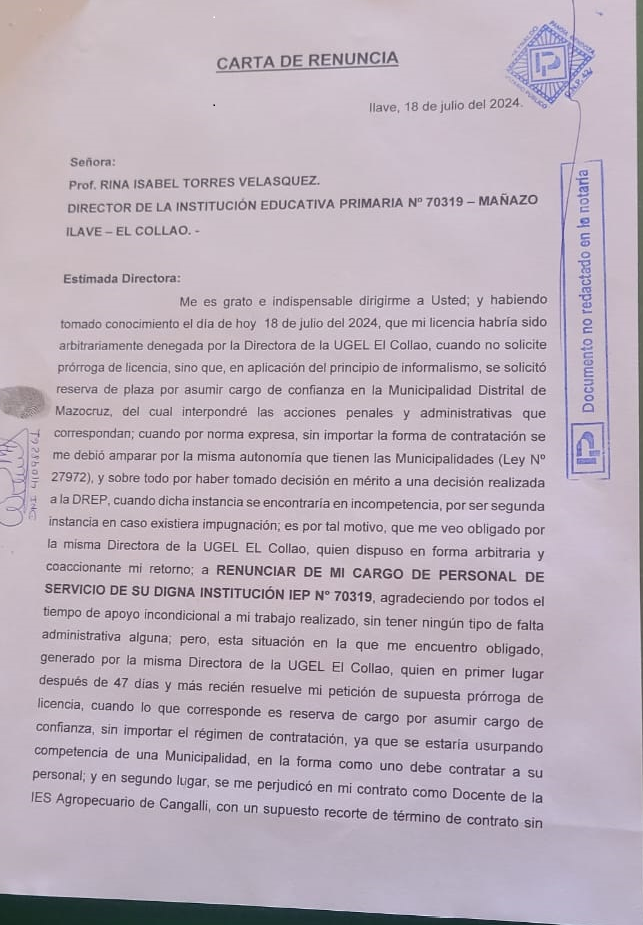 CARTA DE RENUNCIA
Ilave, 18 de julio del 2024.
Señora:
Prof. RINA ISABEL TORRES VELASQUEZ.
DIRECTOR DE LA INSTITUCIÓN EDUCATIVA PRIMARIA Nº 70319 – MAÑAZO
ILAVE – EL COLLAO. -
Estimada Directora:
Me es grato e indispensable dirigirme a Usted; y habiendo
tomado conocimiento el día de hoy 18 de julio del 2024, que mi licencia habría sido
arbitrariamente denegada por la Directora de la UGEL El Collao, cuando no solicite
prórroga de licencia, sino que, en aplicación del principio de informalismo, se solicitó
reserva de plaza por asumir cargo de confianza en la Municipalidad Distrital de
Mazocruz, del cual interpondré las acciones penales y administrativas que
correspondan; cuando por norma expresa, sin importar la forma de contratación se
me debió amparar por la misma autonomía que tienen las Municipalidades (Ley Nº
27972), y sobre todo por haber tomado decisión en mérito a una decisión realizada
a la DREP, cuando dicha instancia se encontraría en incompetencia, por ser segunda
instancia en caso existiera impugnación; es por tal motivo, que me veo obligado por
la misma Directora de la UGEL EL Collao, quien dispuso en forma arbitraria y
coaccionante mi retorno; a RENUNCIAR DE MI CARGO DE PERSONAL DE
SERVICIO DE SU DIGNA INSTITUCIÓN IEP Nº 70319, agradeciendo por todos el
tiempo de apoyo incondicional a mi trabajo realizado, sin tener ningún tipo de falta
administrativa alguna; pero, esta situación en la que me encuentro obligado,
generado por la misma Directora de la UGEL El Collao, quien en primer lugar
después de 47 días y más recién resuelve mi petición de supuesta prórroga de
licencia, cuando lo que corresponde es reserva de cargo por asumir cargo de
confianza, sin importar el régimen de contratación, ya que se estaría usurpando
competencia de una Municipalidad, en la forma como uno debe contratar a su
personal; y en segundo lugar, se me perjudicó en mi contrato como Docente de la
IES Agropecuario de Cangalli, con un supuesto recorte de término de contrato sin
Documento no redactado en la notaría